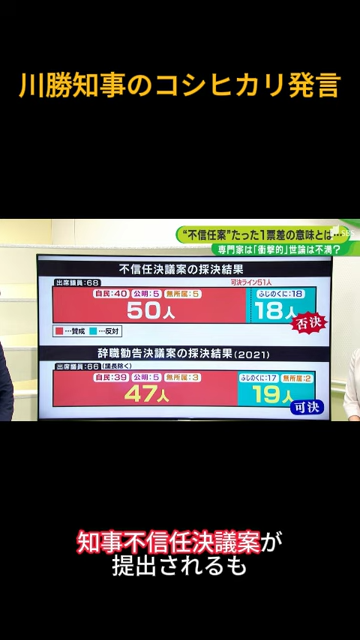 川勝知事のコシヒカリ発言
“不信任案”たった1票差の意味とは…
専門家は「衝撃的」世論は不満?
不信任決議案の採決結果
出席議員:68
可決ライン51人
自民:40 公明:5 無所属:5
ふじのくに:18
50人
18人
否決
…賛成 …反対
辞職勧告決議案の採決結果(2021)
出席議員:66(議長除く)
自民:39 公明:5 無所属:3
ふじのくに:17 無所属:2
47人
19人
可決
知事不信任決議案が
提出されるも